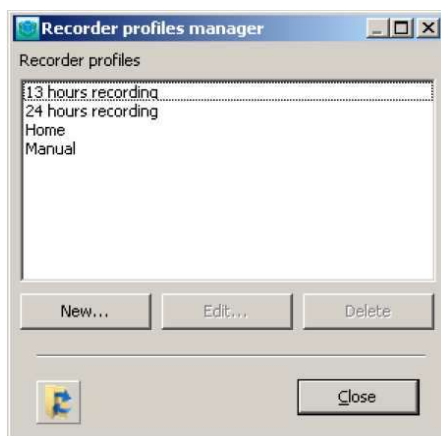 Recorder profiles manager
Recorder profiles
13 hours recording
24 hours recording
Home
Manual
New... Edit... Delete
Close